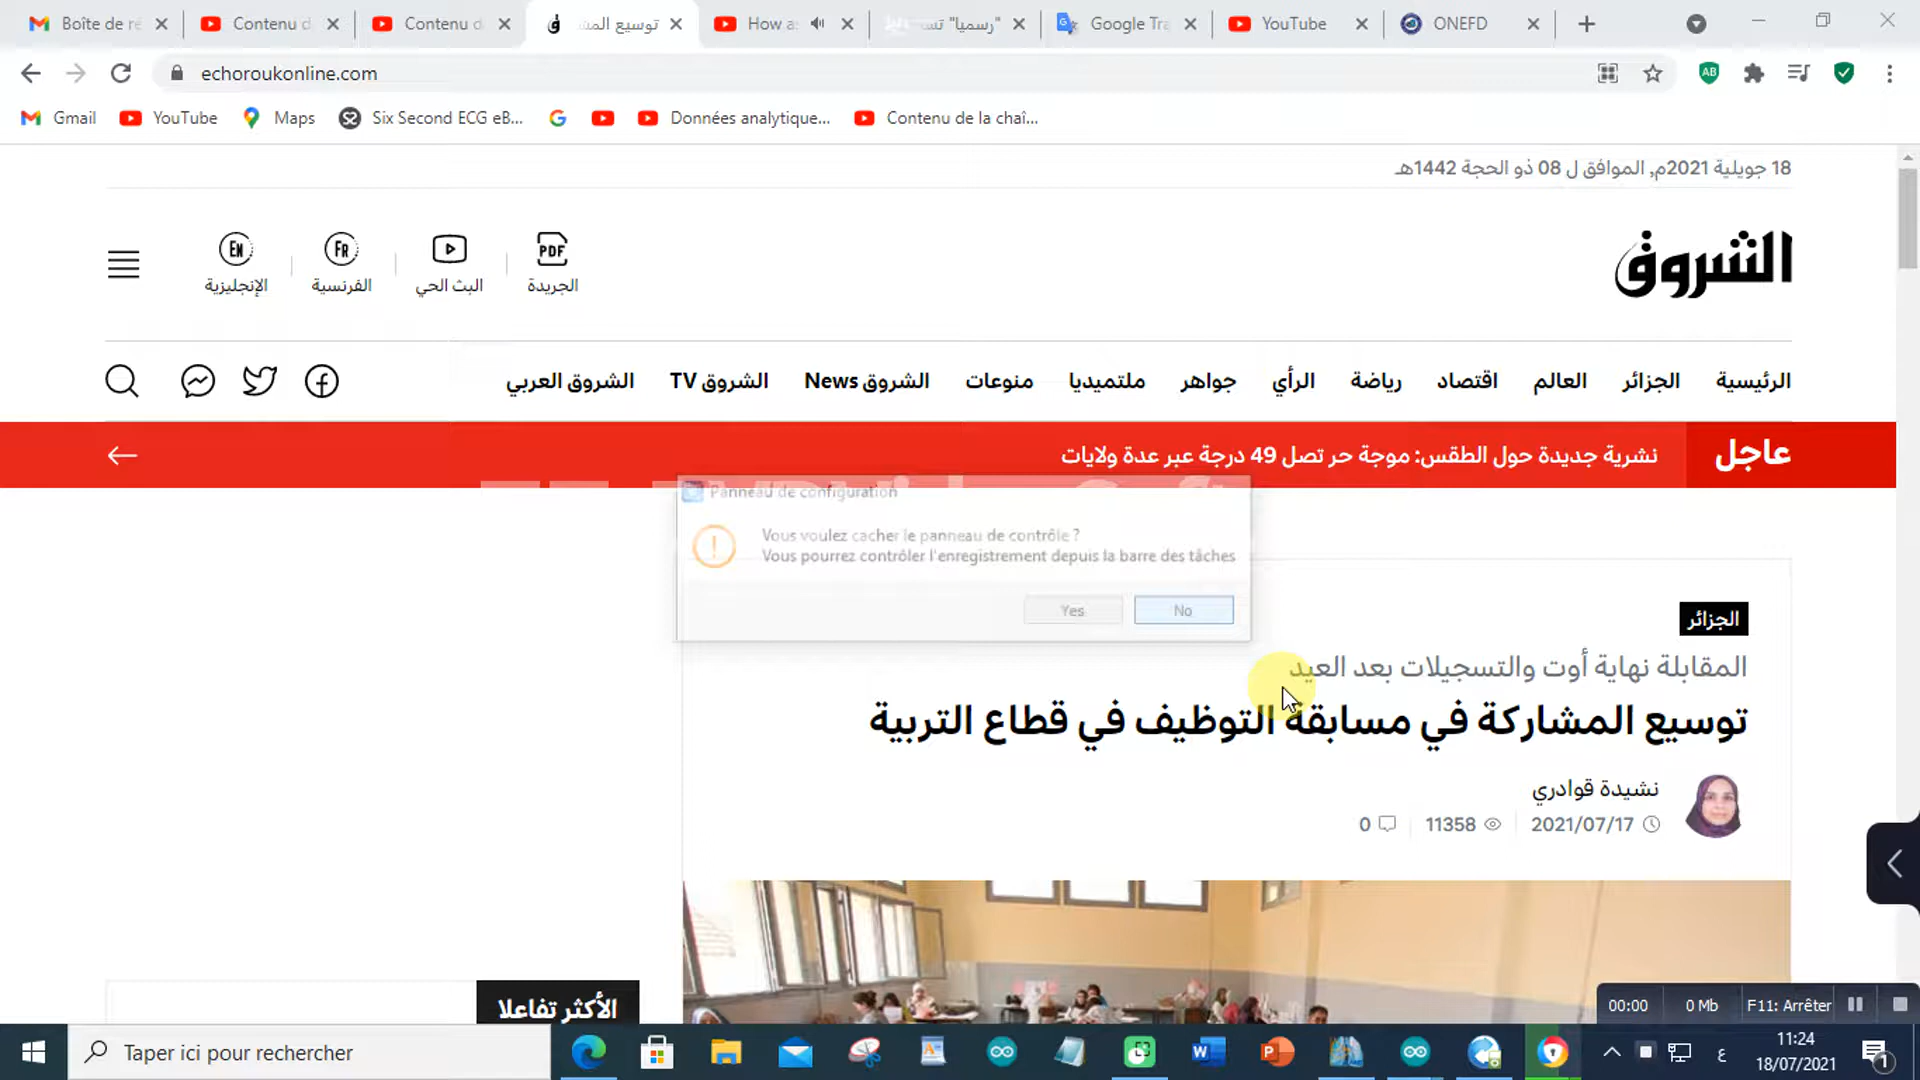 Boîte de ré
Contenu d
Contenu d
توسيع المش
How a
"رسميا" تس
Google Tra
YouTube
ONEFD
echoroukonline.com
Gmail
YouTube
Maps
Six Second ECG eB...
Données analytique...
Contenu de la chaî...
18 جويلية 2021م, الموافق ل 08 ذو الحجة 1442هـ
الشروق
PDF
الجريدة
البث الحي
FR
الفرنسية
EN
الإنجليزية
الرئيسية
الجزائر
العالم
اقتصاد
رياضة
الرأي
جواهر
ملتميديا
منوعات
الشروق News
الشروق TV
الشروق العربي
عاجل
نشرية جديدة حول الطقس: موجة حر تصل 49 درجة عبر عدة ولايات
Panneau de configuration
Vous voulez cacher le panneau de contrôle ?
Vous pourrez contrôler l'enregistrement depuis la barre des tâches
Yes
No
الجزائر
المقابلة نهاية أوت والتسجيلات بعد العيد
توسيع المشاركة في مسابقة التوظيف في قطاع التربية
نشيدة قوادري
2021/07/17
11358
0
الأكثر تفاعلا
00:00
0 Mb
F11: Arrêter
Taper ici pour rechercher
ع
11:24
18/07/2021
1